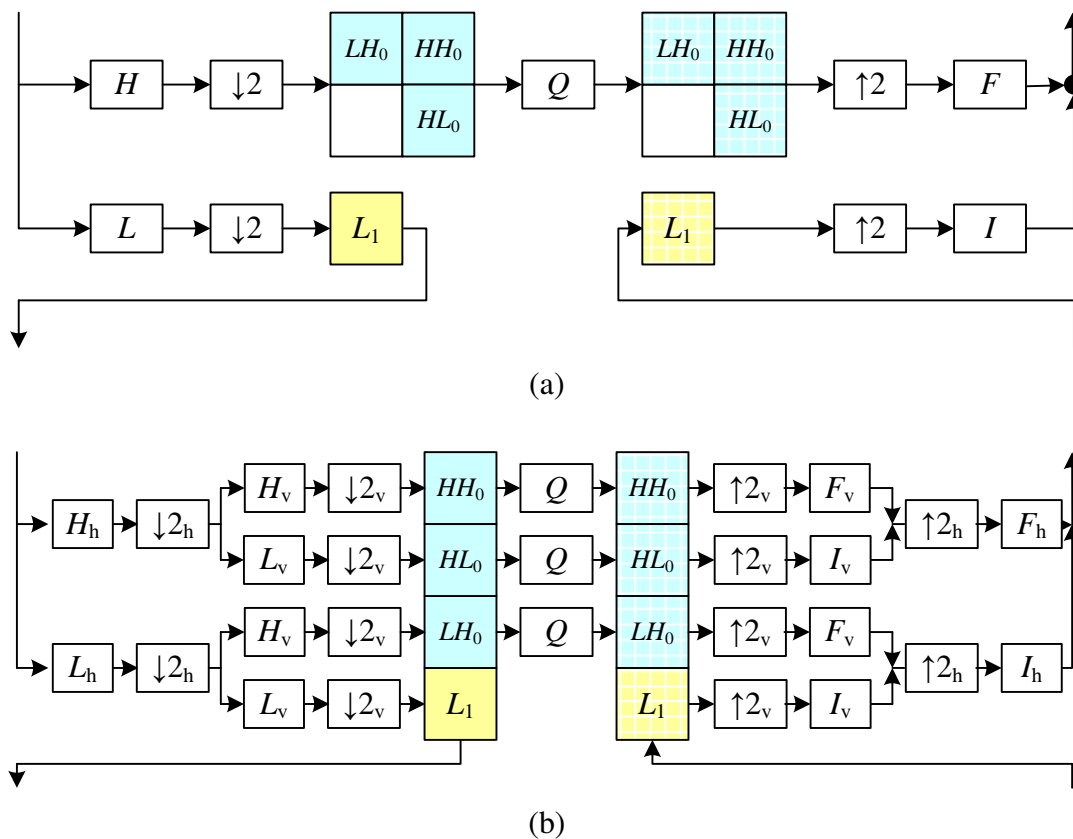 LH₀ HH₀ LH₀ HH₀
H ↓2 Q ↑2 F
HL₀ HL₀
L ↓2 L₁ L₁ ↑2 I
(a)
Hᵥ ↓2ᵥ HH₀ Q HH₀ ↑2ᵥ Fᵥ
Hₕ ↓2ₕ ↑2ₕ Fₕ
Lᵥ ↓2ᵥ HL₀ Q HL₀ ↑2ᵥ Iᵥ
Hᵥ ↓2ᵥ LH₀ Q LH₀ ↑2ᵥ Fᵥ
Lₕ ↓2ₕ ↑2ₕ Iₕ
Lᵥ ↓2ᵥ L₁ L₁ ↑2ᵥ Iᵥ
(b)